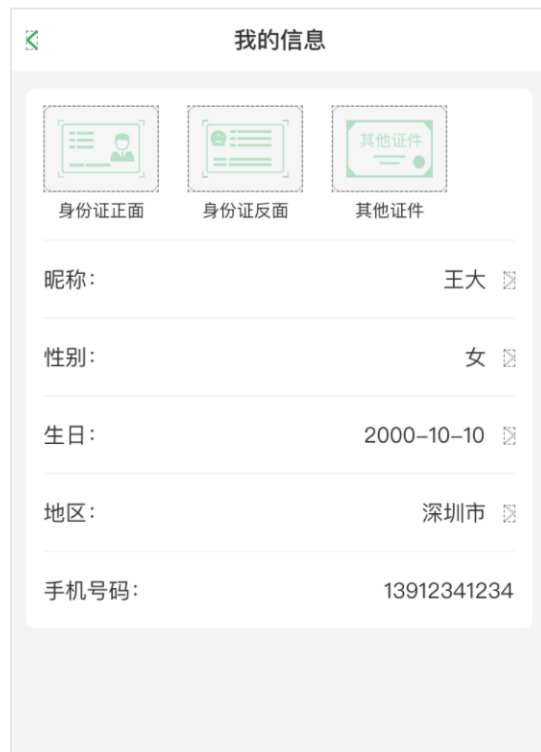 我的信息
其他证件
身份证正面 身份证反面 其他证件
昵称: 王大
性别: 女
生日: 2000-10-10
地区: 深圳市
手机号码: 13912341234